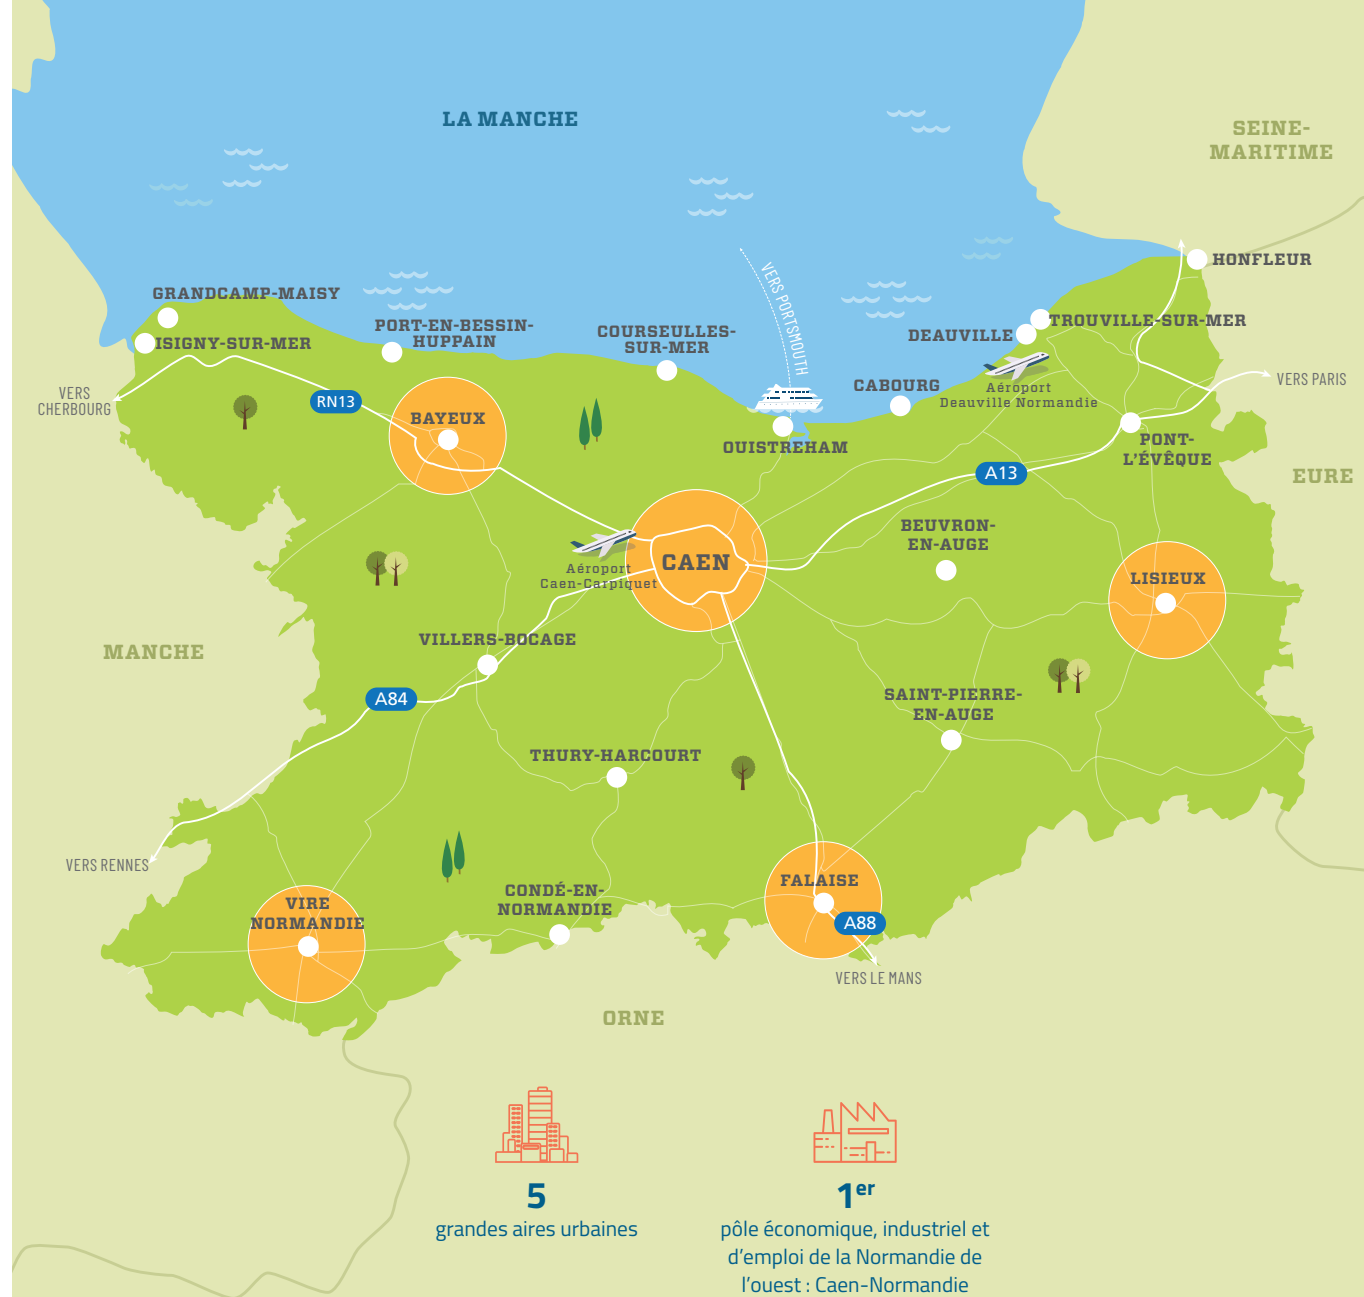 LA MANCHE
SEINE-
MARITIME
VERS PORTSMOUTH
HONFLEUR
GRANDCAMP-MAISY
ISIGNY-SUR-MER
PORT-EN-BESSIN-
HUPPAIN
COURSEULLES-
SUR-MER
DEAUVILLE
TROUVILLE-SUR-MER
VERS
CHERBOURG
RN13
BAYEUX
CABOURG
Aéroport
Deauville Normandie
VERS PARIS
OUISTREHAM
PONT-
L'ÉVÊQUE
A13
EURE
BEUVRON-
EN-AUGE
CAEN
Aéroport
Caen-Carpiquet
LISIEUX
MANCHE
VILLERS-BOCAGE
A84
SAINT-PIERRE-
EN-AUGE
THURY-HARCOURT
VERS RENNES
VIRE
NORMANDIE
CONDÉ-EN-
NORMANDIE
FALAISE
A88
VERS LE MANS
ORNE
5
grandes aires urbaines
1er
pôle économique, industriel et
d'emploi de la Normandie de
l'ouest : Caen-Normandie